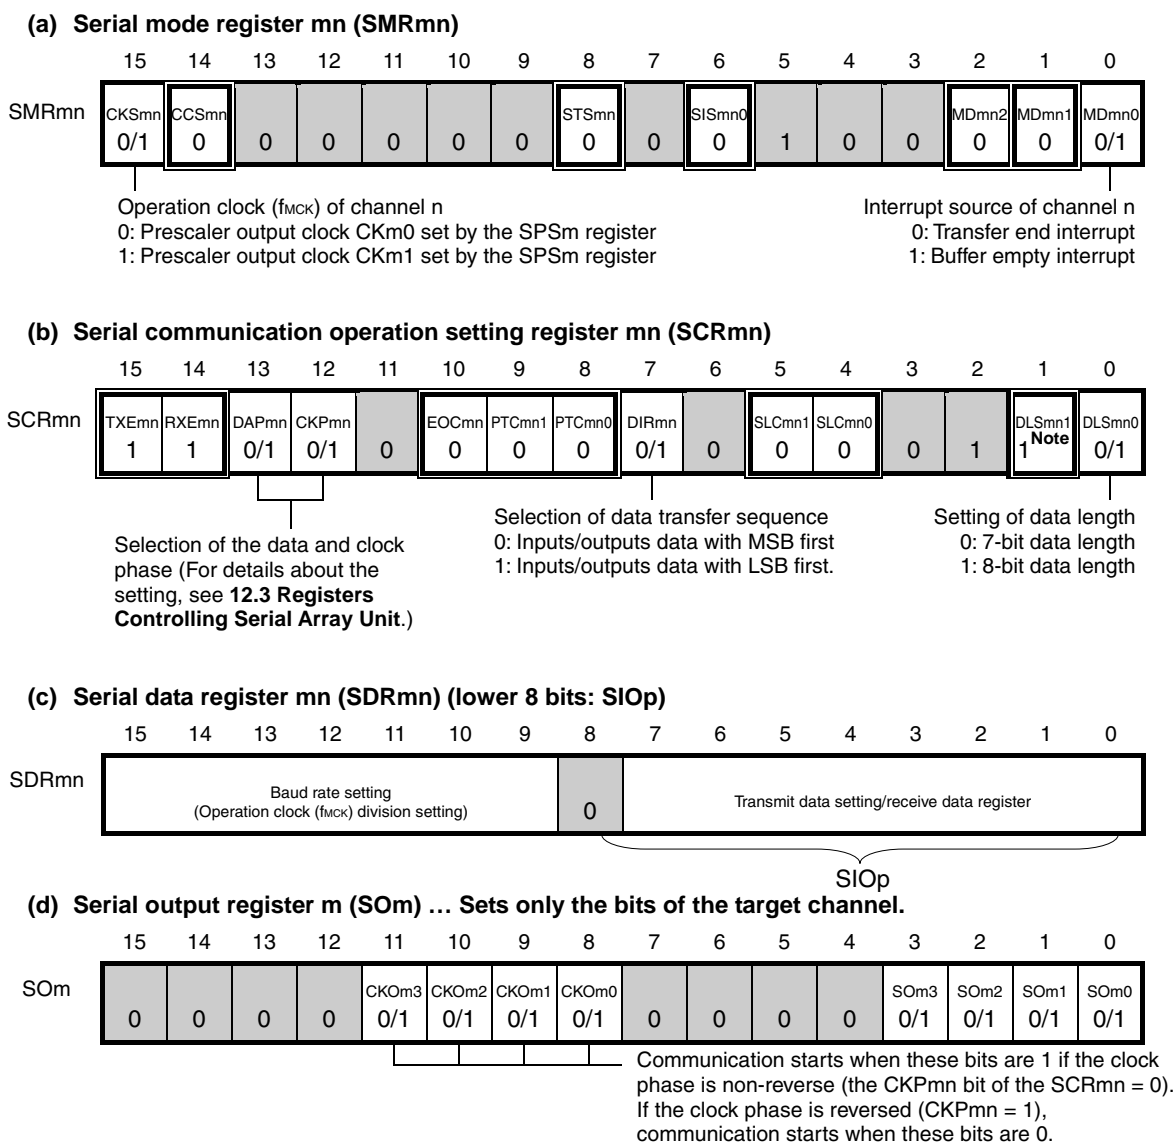 (a) Serial mode register mn (SMRmn)
15 14 13 12 11 10 9 8 7 6 5 4 3 2 1 0
SMRmn
CKSmn CCSmn STSmn SISmn0 MDmn2 MDmn1 MDmn0
0/1 0 0 0 0 0 0 0 0 0 1 0 0 0 0 0/1
Operation clock (fMCK) of channel n
0: Prescaler output clock CKm0 set by the SPSm register
1: Prescaler output clock CKm1 set by the SPSm register
Interrupt source of channel n
0: Transfer end interrupt
1: Buffer empty interrupt
(b) Serial communication operation setting register mn (SCRmn)
15 14 13 12 11 10 9 8 7 6 5 4 3 2 1 0
SCRmn
TXEmn RXEmn DAPmn CKPmn EOCmn PTCmn1 PTCmn0 DIRmn SLCmn1 SLCmn0 DLSmn1 DLSmn0
1 1 0/1 0/1 0 0 0 0 0/1 0 0 0 0 1 1 Note 0/1
Selection of the data and clock
phase (For details about the
setting, see 12.3 Registers
Controlling Serial Array Unit.)
Selection of data transfer sequence
0: Inputs/outputs data with MSB first
1: Inputs/outputs data with LSB first.
Setting of data length
0: 7-bit data length
1: 8-bit data length
(c) Serial data register mn (SDRmn) (lower 8 bits: SIOp)
15 14 13 12 11 10 9 8 7 6 5 4 3 2 1 0
SDRmn
Baud rate setting
(Operation clock (fMCK) division setting)
0
Transmit data setting/receive data register
SIOp
(d) Serial output register m (SOm) … Sets only the bits of the target channel.
15 14 13 12 11 10 9 8 7 6 5 4 3 2 1 0
SOm
CKOm3 CKOm2 CKOm1 CKOm0 SOm3 SOm2 SOm1 SOm0
0 0 0 0 0/1 0/1 0/1 0/1 0 0 0 0 0/1 0/1 0/1 0/1
Communication starts when these bits are 1 if the clock
phase is non-reverse (the CKPmn bit of the SCRmn = 0).
If the clock phase is reversed (CKPmn = 1),
communication starts when these bits are 0.